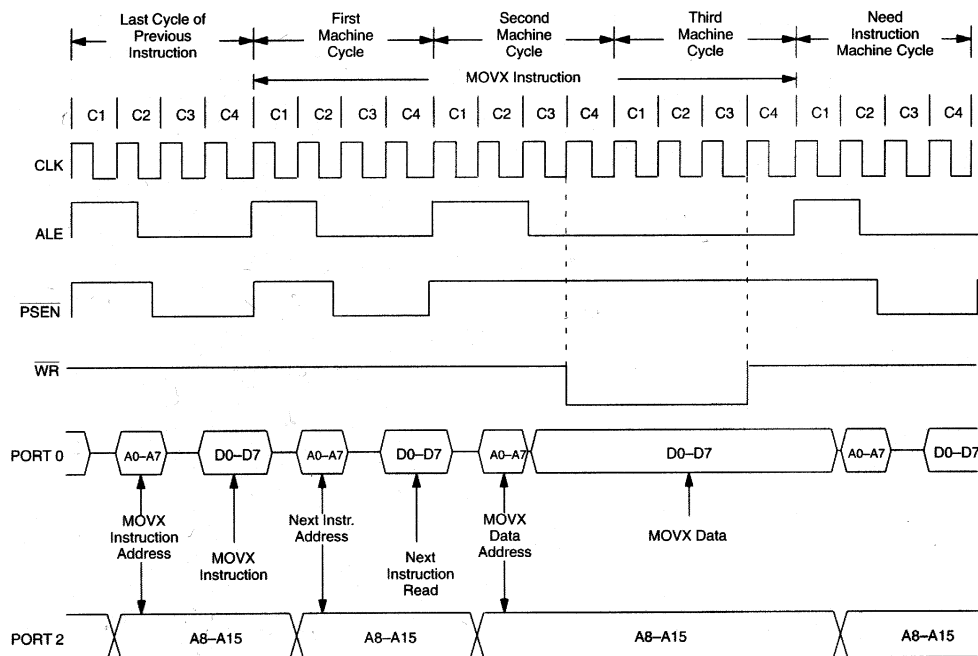 Last Cycle of
Previous
Instruction
First
Machine
Cycle
Second
Machine
Cycle
Third
Machine
Cycle
Need
Instruction
Machine Cycle
MOVX Instruction
C1 C2 C3 C4 C1 C2 C3 C4 C1 C2 C3 C4 C1 C2 C3 C4 C1 C2 C3 C4
CLK
ALE
PSEN
WR
PORT 0 A0–A7 D0–D7 A0–A7 D0–D7 A0–A7 D0–D7 A0–A7 D0–D7
MOVX
Instruction
Address
MOVX
Instruction
Next Instr.
Address
Next
Instruction
Read
MOVX
Data
Address
MOVX Data
PORT 2 A8–A15 A8–A15 A8–A15 A8–A15